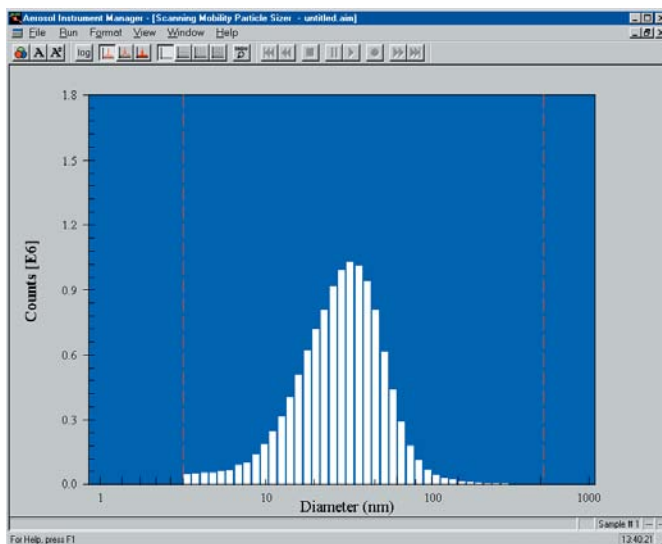 Aerosol Instrument Manager - [Scanning Mobility Particle Sizer - untitled.aim]
File Run Format View Window Help
A A log
1.8
1.5
1.2
0.9
0.6
0.3
0.0
Counts [E6]
1 10 100 1000
Diameter (nm)
Sample # 1
For Help, press F1
13:40:21